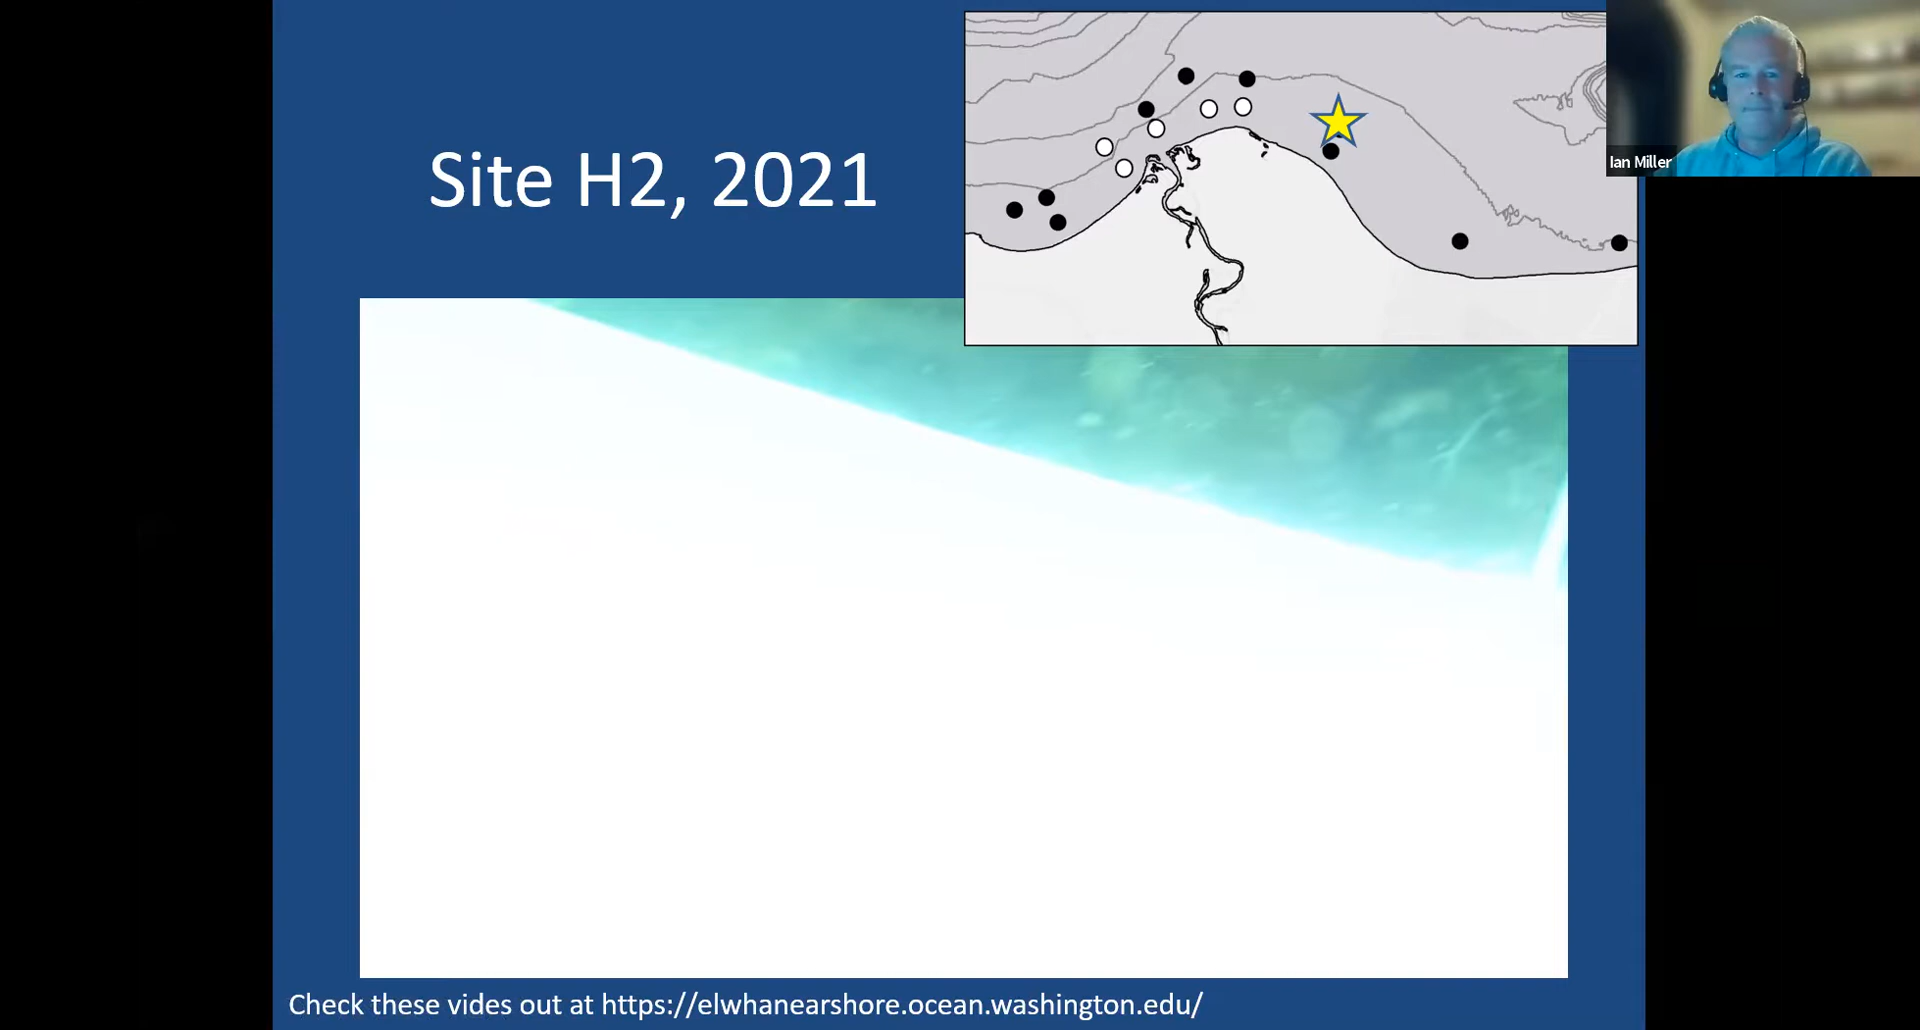 Site H2, 2021
Ian Miller
Check these vides out at https://elwhanearshore.ocean.washington.edu/